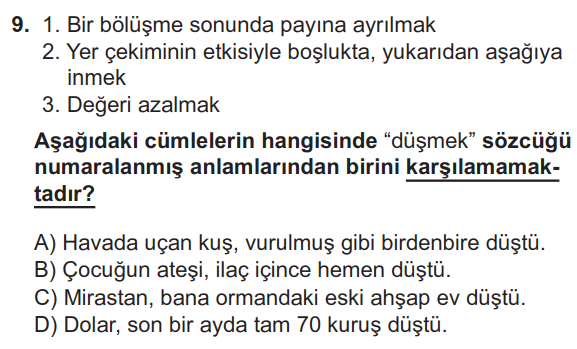 9. 1. Bir bölüşme sonunda payına ayrılmak
2. Yer çekiminin etkisiyle boşlukta, yukarıdan aşağıya
inmek
3. Değeri azalmak
Aşağıdaki cümlelerin hangisinde “düşmek” sözcüğü
numaralanmış anlamlarından birini karşılamamak-
tadır?
A) Havada uçan kuş, vurulmuş gibi birdenbire düştü.
B) Çocuğun ateşi, ilaç içince hemen düştü.
C) Mirastan, bana ormandaki eski ahşap ev düştü.
D) Dolar, son bir ayda tam 70 kuruş düştü.